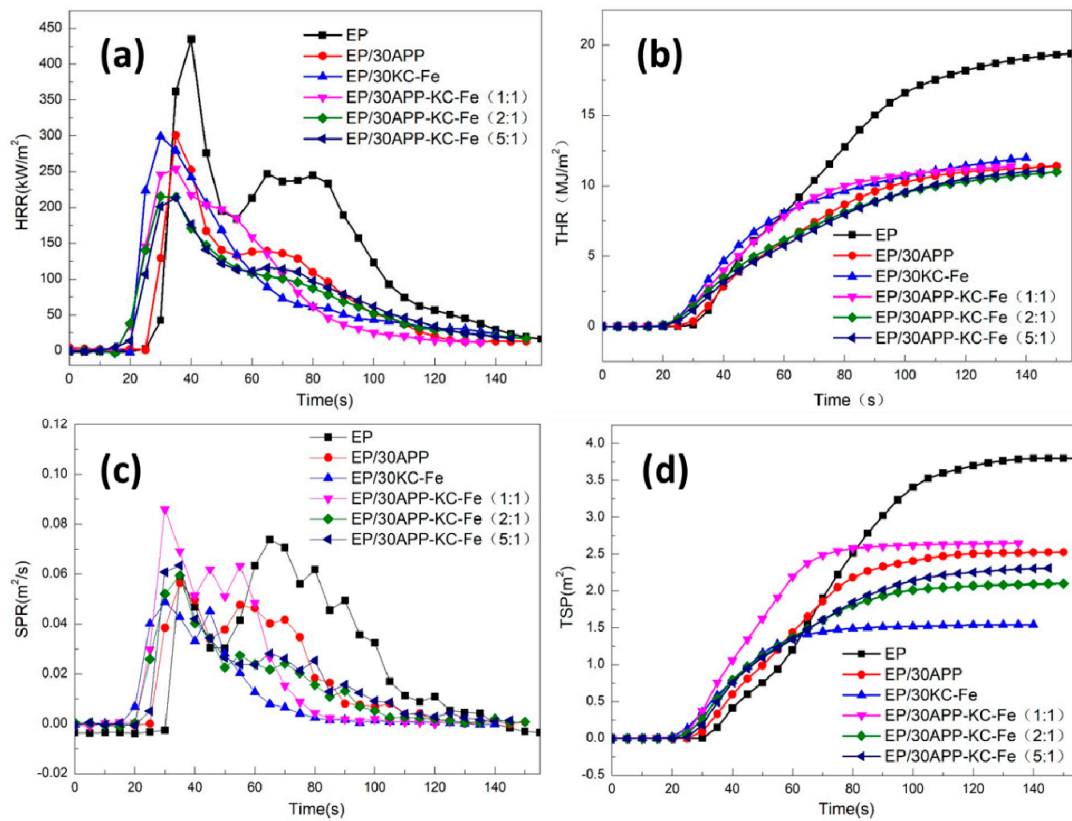 (a)
HRR(kW/m²)
450
400
350
300
250
200
150
100
50
0
EP
EP/30APP
EP/30KC-Fe
EP/30APP-KC-Fe（1:1）
EP/30APP-KC-Fe（2:1）
EP/30APP-KC-Fe（5:1）
0 20 40 60 80 100 120 140
Time(s)
(b)
THR (MJ/m²)
20
15
10
5
0
EP
EP/30APP
EP/30KC-Fe
EP/30APP-KC-Fe（1:1）
EP/30APP-KC-Fe（2:1）
EP/30APP-KC-Fe（5:1）
0 20 40 60 80 100 120 140
Time（s）
(c)
SPR(m²/s)
0.12
0.10
0.08
0.06
0.04
0.02
0.00
-0.02
EP
EP/30APP
EP/30KC-Fe
EP/30APP-KC-Fe（1:1）
EP/30APP-KC-Fe（2:1）
EP/30APP-KC-Fe（5:1）
0 20 40 60 80 100 120 140
Time(s)
(d)
TSP(m²)
4.0
3.5
3.0
2.5
2.0
1.5
1.0
0.5
0.0
-0.5
EP
EP/30APP
EP/30KC-Fe
EP/30APP-KC-Fe（1:1）
EP/30APP-KC-Fe（2:1）
EP/30APP-KC-Fe（5:1）
0 20 40 60 80 100 120 140
Time(s)